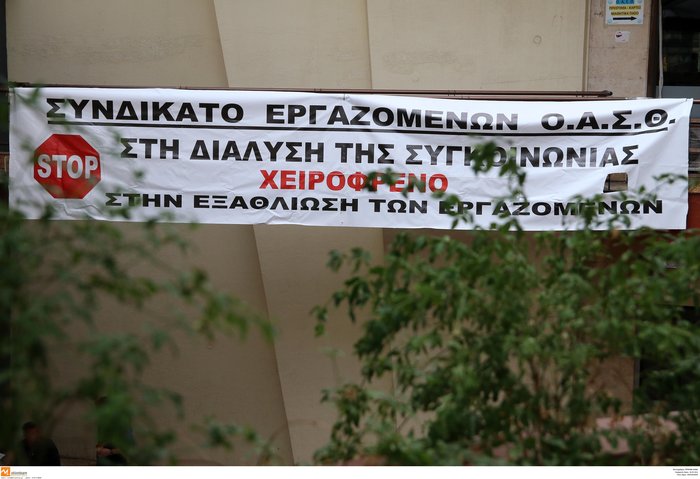 ΣΥΝΔΙΚΑΤΟ ΕΡΓΑΖΟΜΕΝΩΝ Ο.Α.Σ.Θ.
STOP
ΣΤΗ ΔΙΑΛΥΣΗ ΤΗΣ ΣΥΓΚΟΙΝΩΝΙΑΣ
ΧΕΙΡΟΦΡΕΝΟ
ΣΤΗΝ ΕΞΑΘΛΙΩΣΗ ΤΩΝ ΕΡΓΑΖΟΜΕΝΩΝ